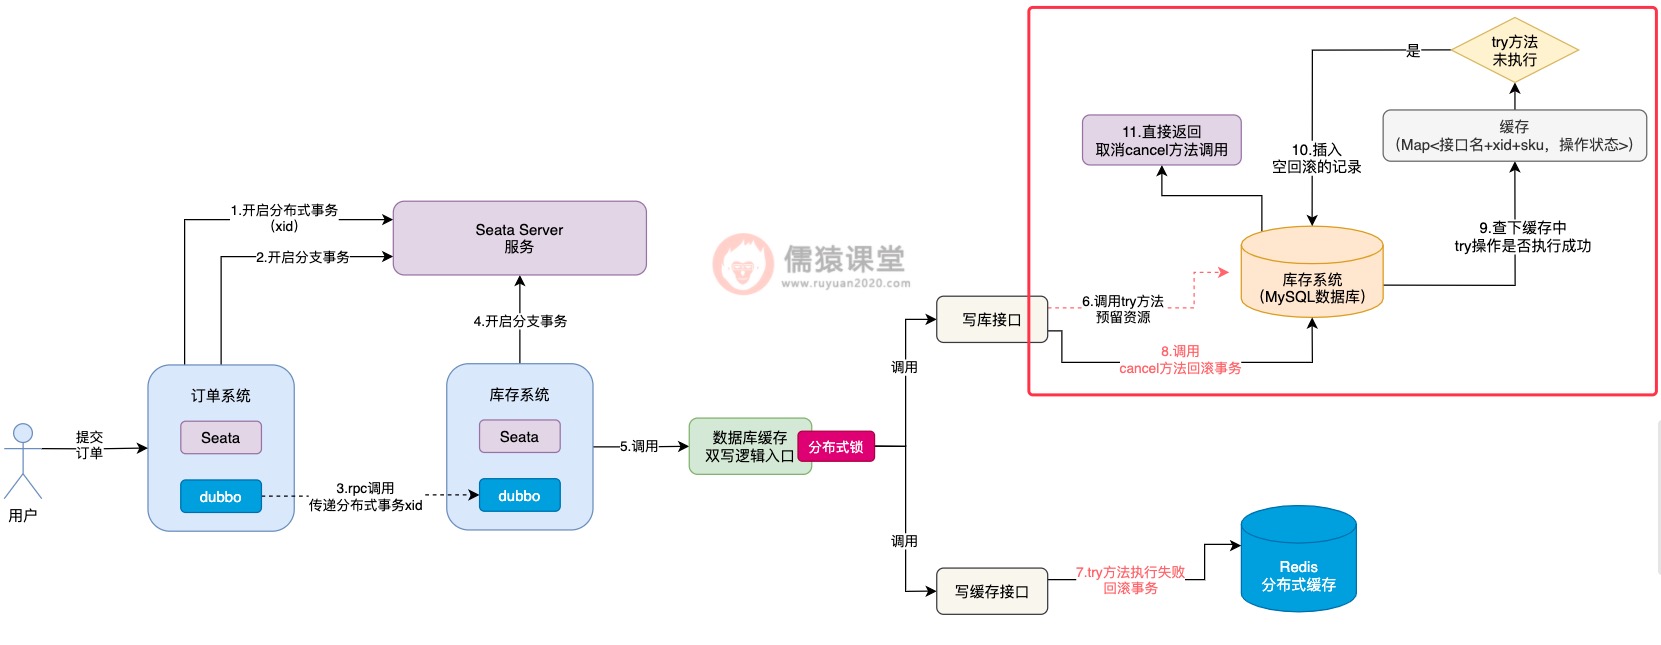 try方法
未执行
是
缓存
（Map<接口名+xid+sku，操作状态>）
11.直接返回
取消cancel方法调用
10.插入
空回滚的记录
9.查下缓存中
try操作是否执行成功
1.开启分布式事务
（xid）
2.开启分支事务
Seata Server
服务
儒猿课堂
www.ruyuan2020.com
库存系统
（MySQL数据库）
6.调用try方法
预留资源
写库接口
4.开启分支事务
8.调用
cancel方法回滚事务
调用
订单系统
Seata
dubbo
库存系统
Seata
dubbo
提交
订单
用户
3.rpc调用
传递分布式事务xid
5.调用
数据库缓存
双写逻辑入口
分布式锁
调用
写缓存接口
7.try方法执行失败
回滚事务
Redis
分布式缓存